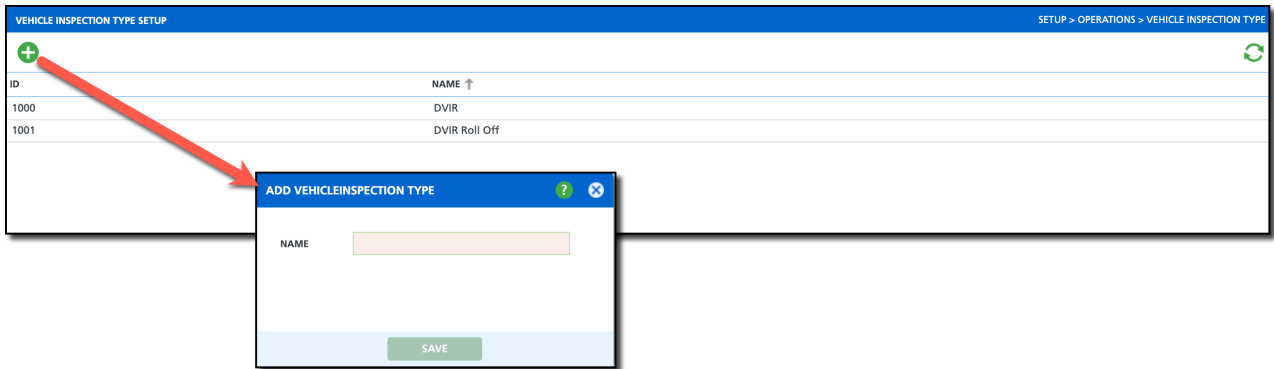 VEHICLE INSPECTION TYPE SETUP SETUP > OPERATIONS > VEHICLE INSPECTION TYPE
ID NAME
1000 DVIR
1001 DVIR Roll Off
ADD VEHICLEINSPECTION TYPE ?
NAME
SAVE